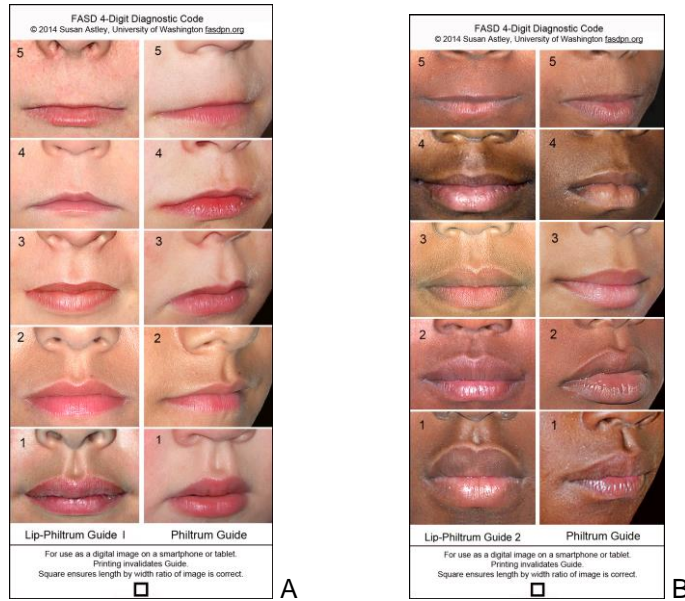 FASD 4-Digit Diagnostic Code
© 2014 Susan Astley, University of Washington fasdpn.org
5 5
4 4
3 3
2 2
1 1
Lip-Philtrum Guide 1 Philtrum Guide
For use as a digital image on a smartphone or tablet.
Printing invalidates Guide.
Square ensures length by width ratio of image is correct.
A
FASD 4-Digit Diagnostic Code
© 2014 Susan Astley, University of Washington fasdpn.org
5 5
4 4
3 3
2 2
1 1
Lip-Philtrum Guide 2 Philtrum Guide
For use as a digital image on a smartphone or tablet.
Printing invalidates Guide.
Square ensures length by width ratio of image is correct.
B